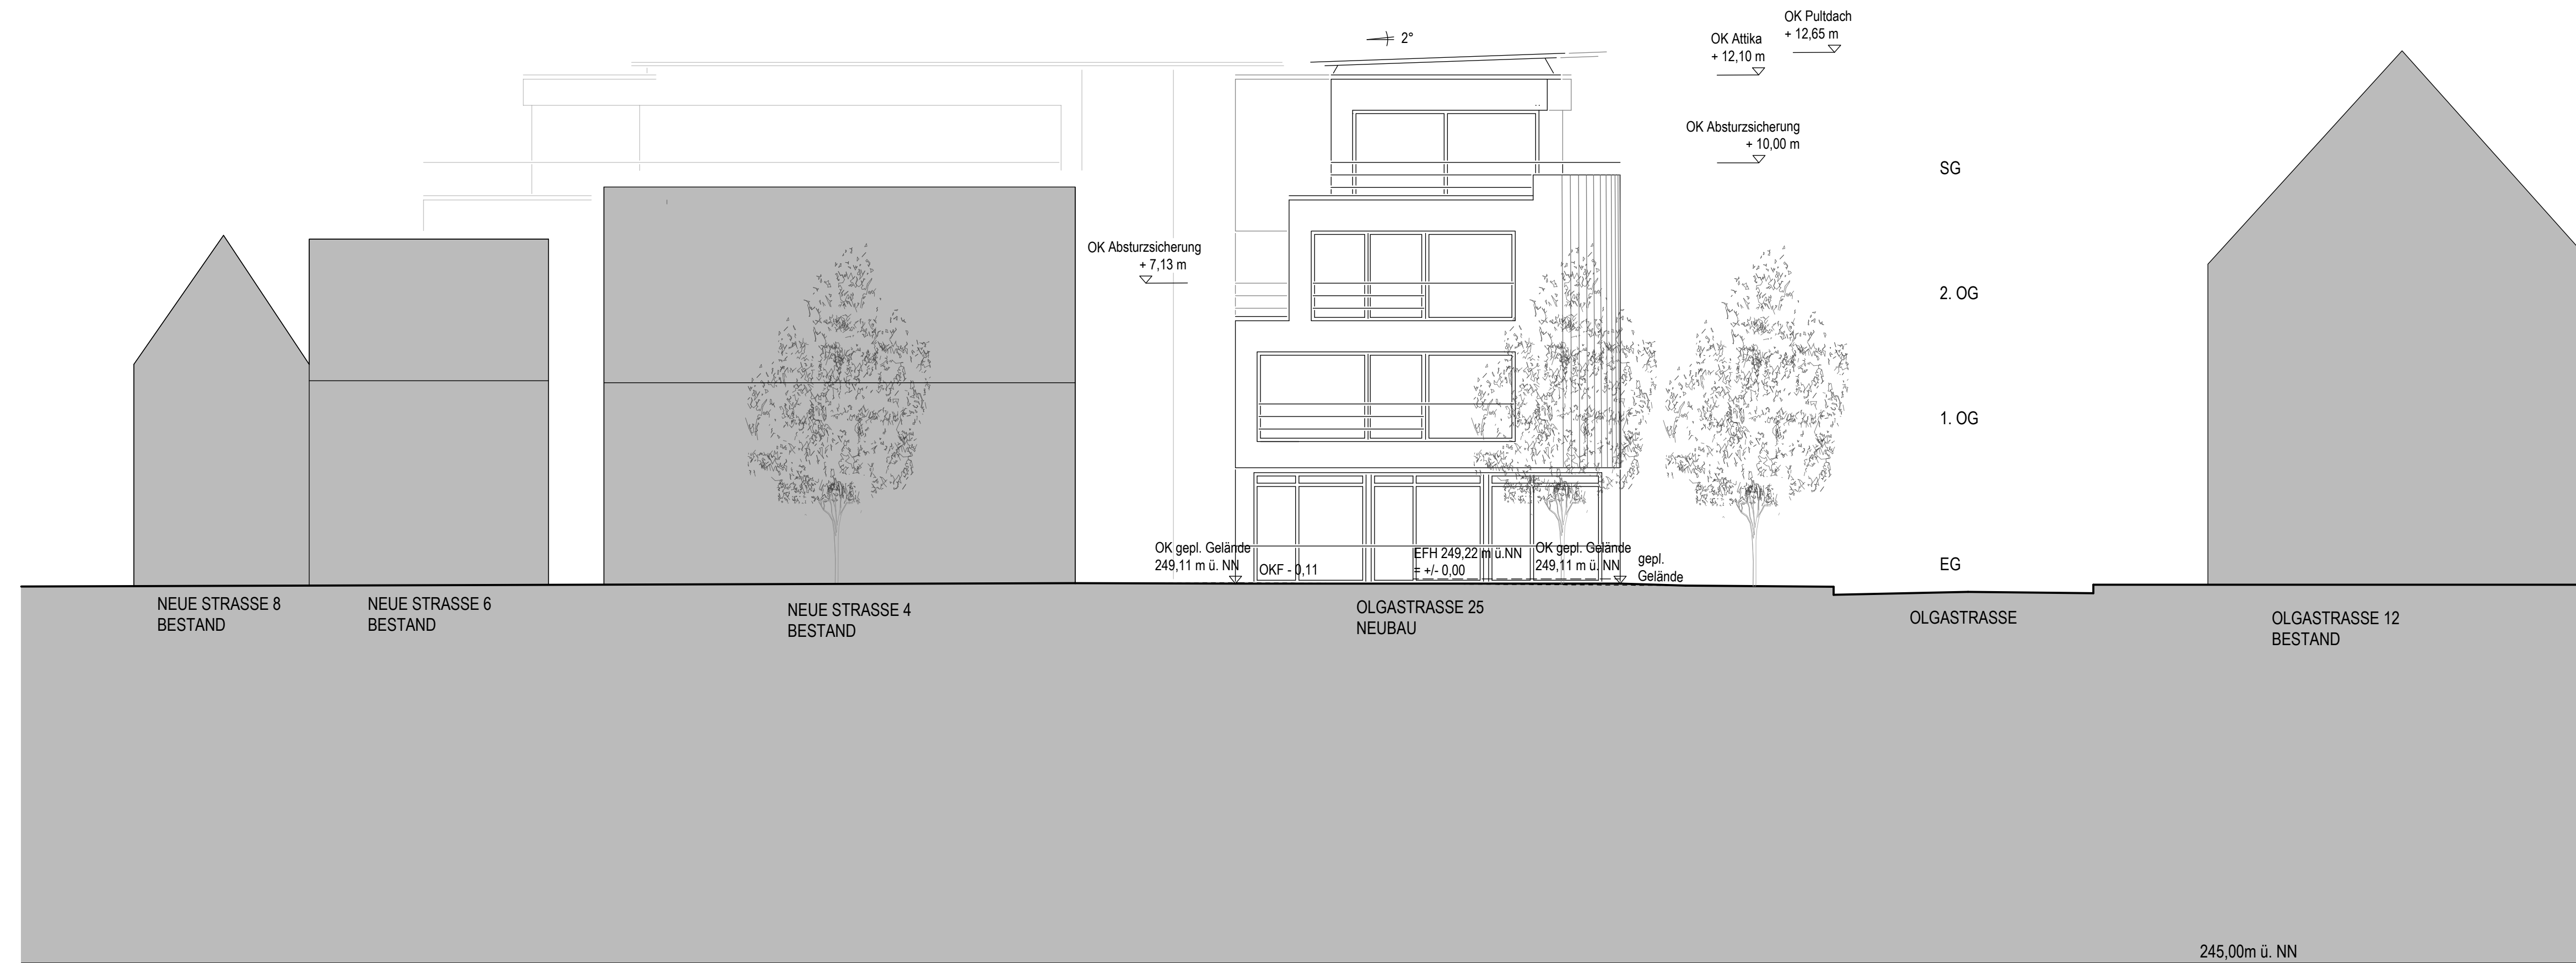 2°
OK Pultdach
+ 12,65 m
OK Attika
+ 12,10 m
OK Absturzsicherung
+ 10,00 m
SG
OK Absturzsicherung
+ 7,13 m
2. OG
1. OG
EG
OK gepl. Gelände
249,11 m ü. NN
OKF - 0,11
EFH 249,22 m ü.NN
= +/- 0,00
OK gepl. Gelände
249,11 m ü. NN
gepl.
Gelände
NEUE STRASSE 8
BESTAND
NEUE STRASSE 6
BESTAND
NEUE STRASSE 4
BESTAND
OLGASTRASSE 25
NEUBAU
OLGASTRASSE
OLGASTRASSE 12
BESTAND
245,00m ü. NN